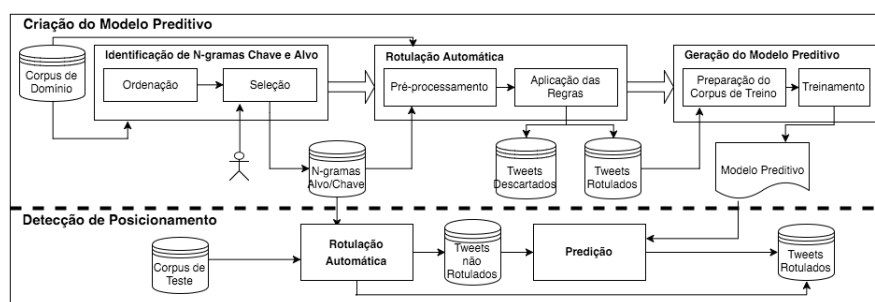 Criação do Modelo Preditivo
Identificação de N-gramas Chave e Alvo
Rotulação Automática
Geração do Modelo Preditivo
Corpus de
Domínio
Ordenação
Seleção
Pré-processamento
Aplicação das
Regras
Preparação do
Corpus de Treino
Treinamento
N-gramas
Alvo/Chave
Tweets
Descartados
Tweets
Rotulados
Modelo Preditivo
Detecção de Posicionamento
Corpus de
Teste
Rotulação
Automática
Tweets
não
Rotulados
Predição
Tweets
Rotulados